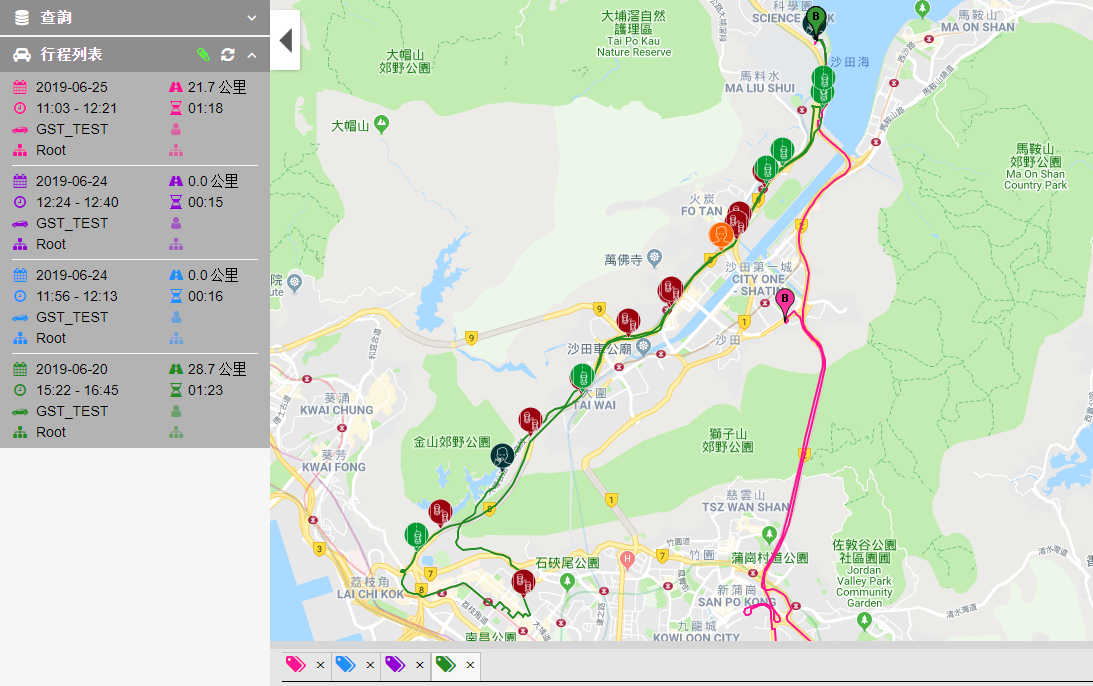 查詢
行程列表
2019-06-25
21.7 公里
11:03 - 12:21
01:18
GST_TEST
Root
2019-06-24
0.0 公里
12:24 - 12:40
00:15
GST_TEST
Root
2019-06-24
0.0 公里
11:56 - 12:13
00:16
GST_TEST
Root
2019-06-20
28.7 公里
15:22 - 16:45
01:23
GST_TEST
Root
科學園
SCIENCE
B
馬鞍山
MA ON SHAN
大埔滘自然
護理區
Tai Po Kau
Nature Reserve
大帽山
郊野公園
沙田海
馬料水
MA LIU SHUI
大帽山
馬鞍山
郊野公園
Ma On Shan
Country Park
火炭
FO TAN
萬佛寺
沙田第一城
CITY ONE
- SHATIN
B
院
ute
9
9
1
沙田
沙田車公廟
大圍
TAI WAI
葵涌
KWAI CHUNG
金山郊野公園
獅子山
郊野公園
葵芳
KWAI FONG
慈雲山
TSZ WAN SHAN
1
8
3
竹園
蒲崗村道公園
佐敦谷公園
社區園圃
Jordan
Valley Park
Community
Garden
石硤尾公園
H
7
7
8
荔枝角
LAI CHI KOK
新蒲崗
SAN PO KONG
九龍城
KOWLOON CITY
南昌公園
清水灣道